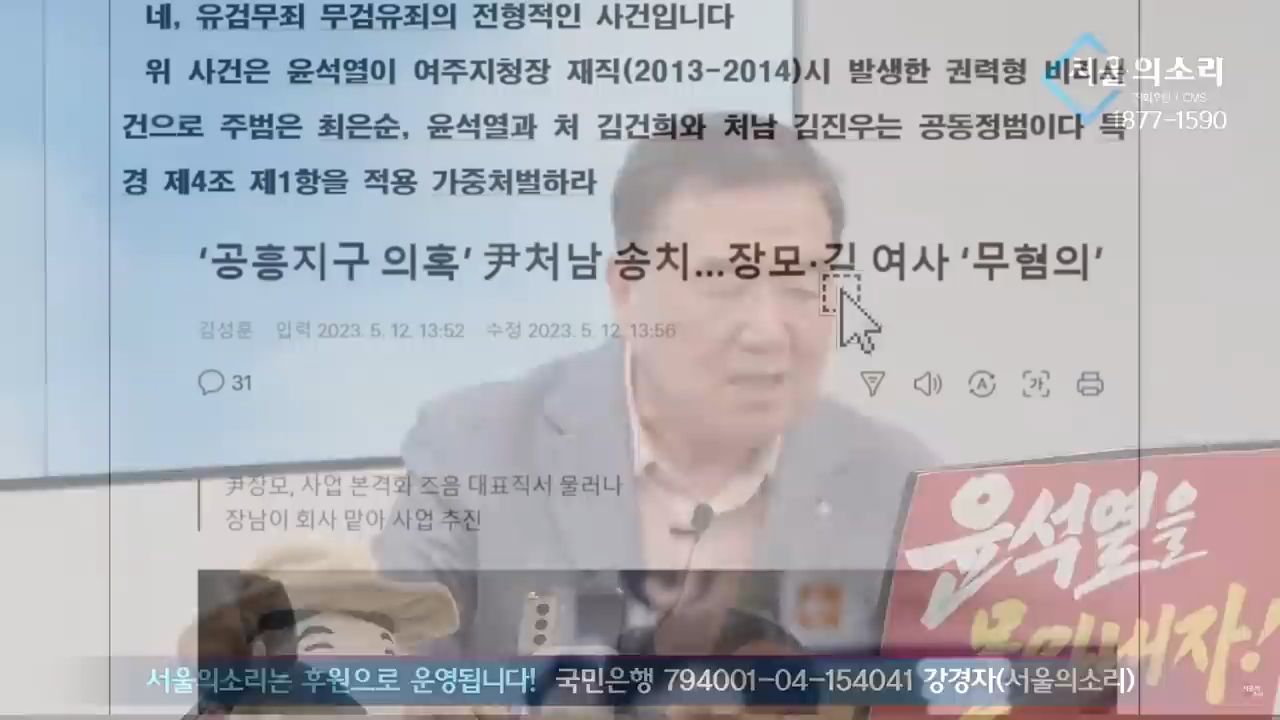 네, 유검무죄 무검유죄의 전형적인 사건입니다
위 사건은 윤석열이 여주지청장 재직(2013-2014)시 발생한 권력형 비리사
건으로 주범은 최은순, 윤석열과 처 김건희와 처남 김진우는 공동정범이다 특
경 제4조 제1항을 적용 가중처벌하라
서울의소리
정회원 | CMS
1877-1590
'공흥지구 의혹' 尹처남 송치...장모·김 여사 '무혐의'
김성훈 입력 2023. 5. 12. 13:52 수정 2023. 5. 12. 13:56
31
가
尹장모, 사업 본격화 즈음 대표직서 물러나
장남이 회사 맡아 사업 추진
윤석열을
몰아내자!
서울의소리는 후원으로 운영됩니다! 국민은행 794001-04-154041 강경자(서울의소리)